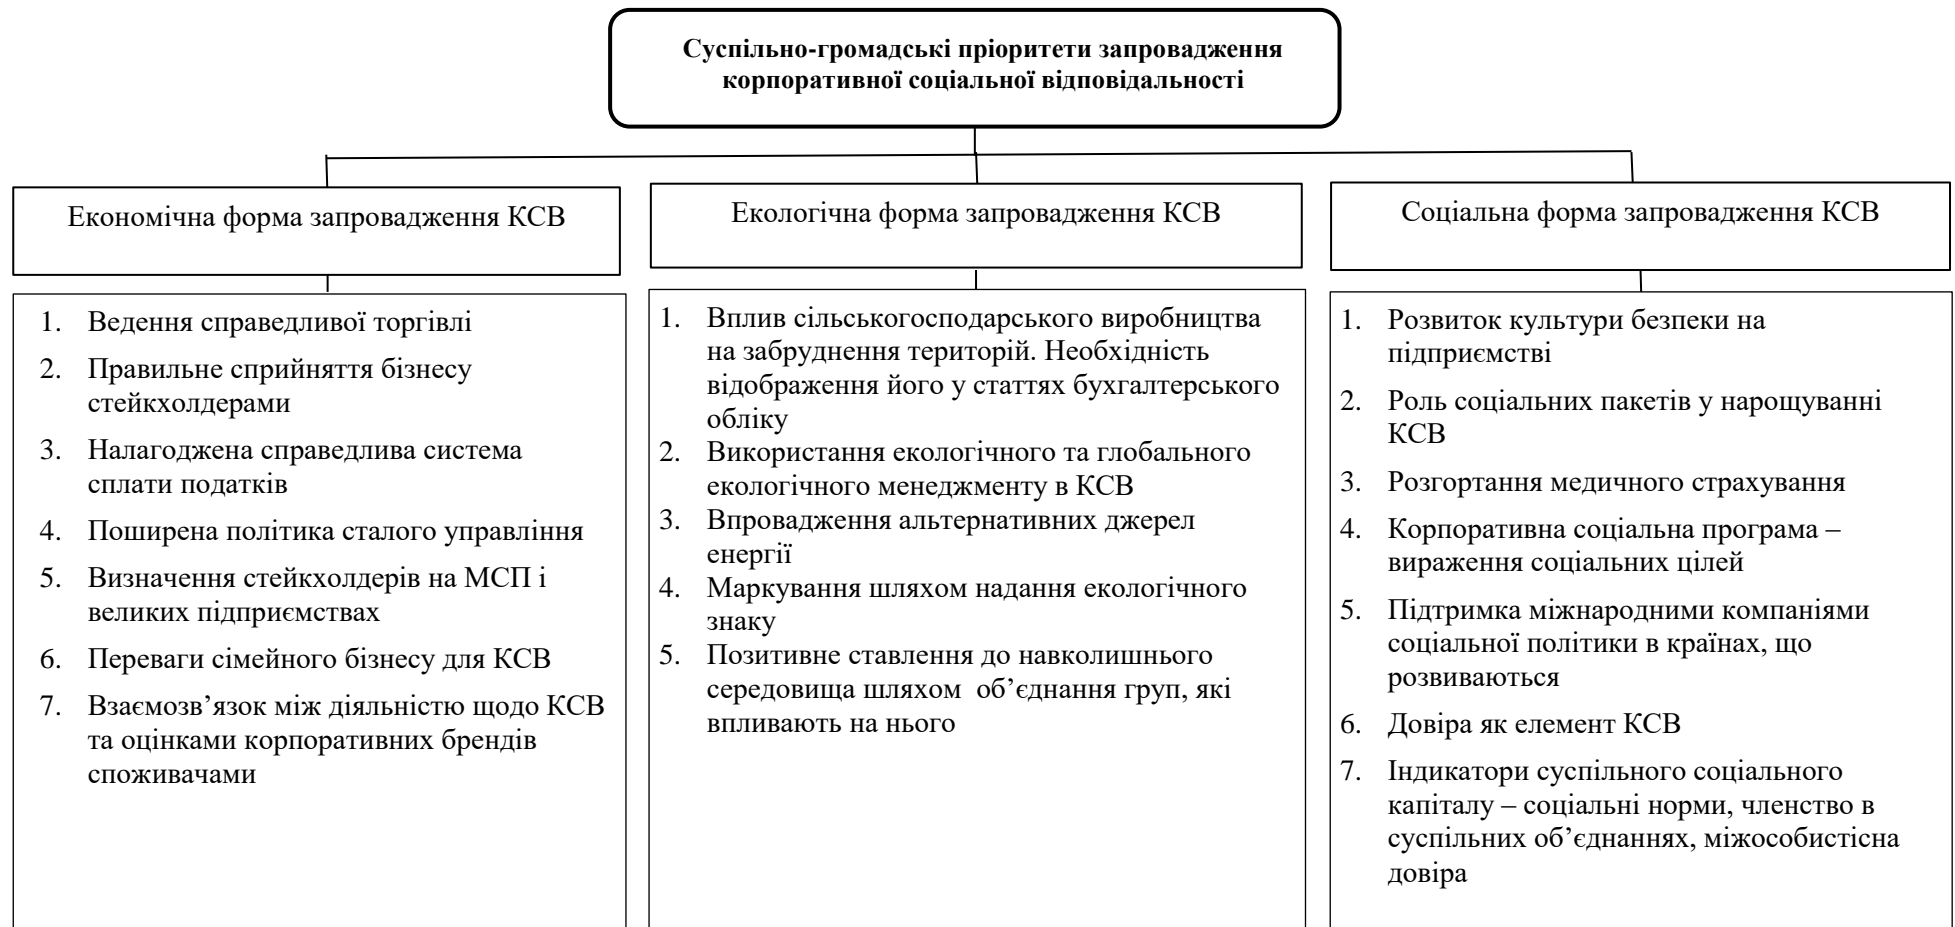 Суспільно-громадські пріоритети запровадження
корпоративної соціальної відповідальності
Економічна форма запровадження КСВ
Екологічна форма запровадження КСВ
Соціальна форма запровадження КСВ
1. Ведення справедливої торгівлі
2. Правильне сприйняття бізнесу
стейкхолдерами
3. Налагоджена справедлива система
сплати податків
4. Поширена політика сталого управління
5. Визначення стейкхолдерів на МСП і
великих підприємствах
6. Переваги сімейного бізнесу для КСВ
7. Взаємозв’язок між діяльністю щодо КСВ
та оцінками корпоративних брендів
споживачами
1. Вплив сільськогосподарського виробництва
на забруднення територій. Необхідність
відображення його у статтях бухгалтерського
обліку
2. Використання екологічного та глобального
екологічного менеджменту в КСВ
3. Впровадження альтернативних джерел
енергії
4. Маркування шляхом надання екологічного
знаку
5. Позитивне ставлення до навколишнього
середовища шляхом об’єднання груп, які
впливають на нього
1. Розвиток культури безпеки на
підприємстві
2. Роль соціальних пакетів у нарощуванні
КСВ
3. Розгортання медичного страхування
4. Корпоративна соціальна програма –
вираження соціальних цілей
5. Підтримка міжнародними компаніями
соціальної політики в країнах, що
розвиваються
6. Довіра як елемент КСВ
7. Індикатори суспільного соціального
капіталу – соціальні норми, членство в
суспільних об’єднаннях, міжособистісна
довіра